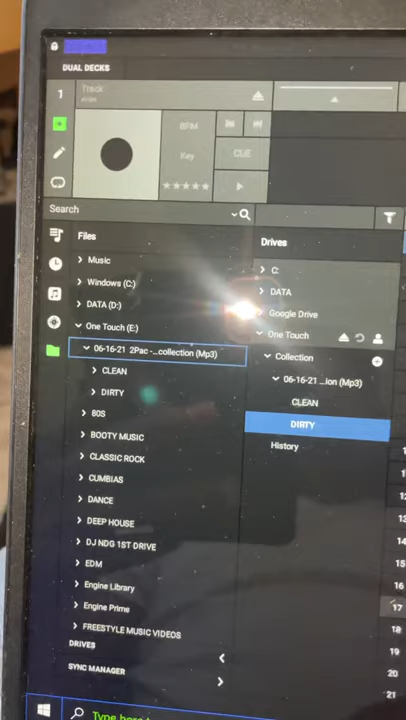 DUAL DECKS
1
Track
BPM
Key
CUE
Search
Files
Music
Windows (C:)
DATA (D:)
One Touch (E:)
06-16-21 2Pac -...collection (Mp3)
CLEAN
DIRTY
80S
BOOTY MUSIC
CLASSIC ROCK
CUMBIAS
DANCE
DEEP HOUSE
DJ NDG 1ST DRIVE
EDM
Engine Library
Engine Prime
FREESTYLE MUSIC VIDEOS
DRIVES
SYNC MANAGER
Drives
C:
DATA
Google Drive
One Touch
Collection
06-16-21 ...ion (Mp3)
CLEAN
DIRTY
History
14
15
16
17
18
19
20
21
Type here